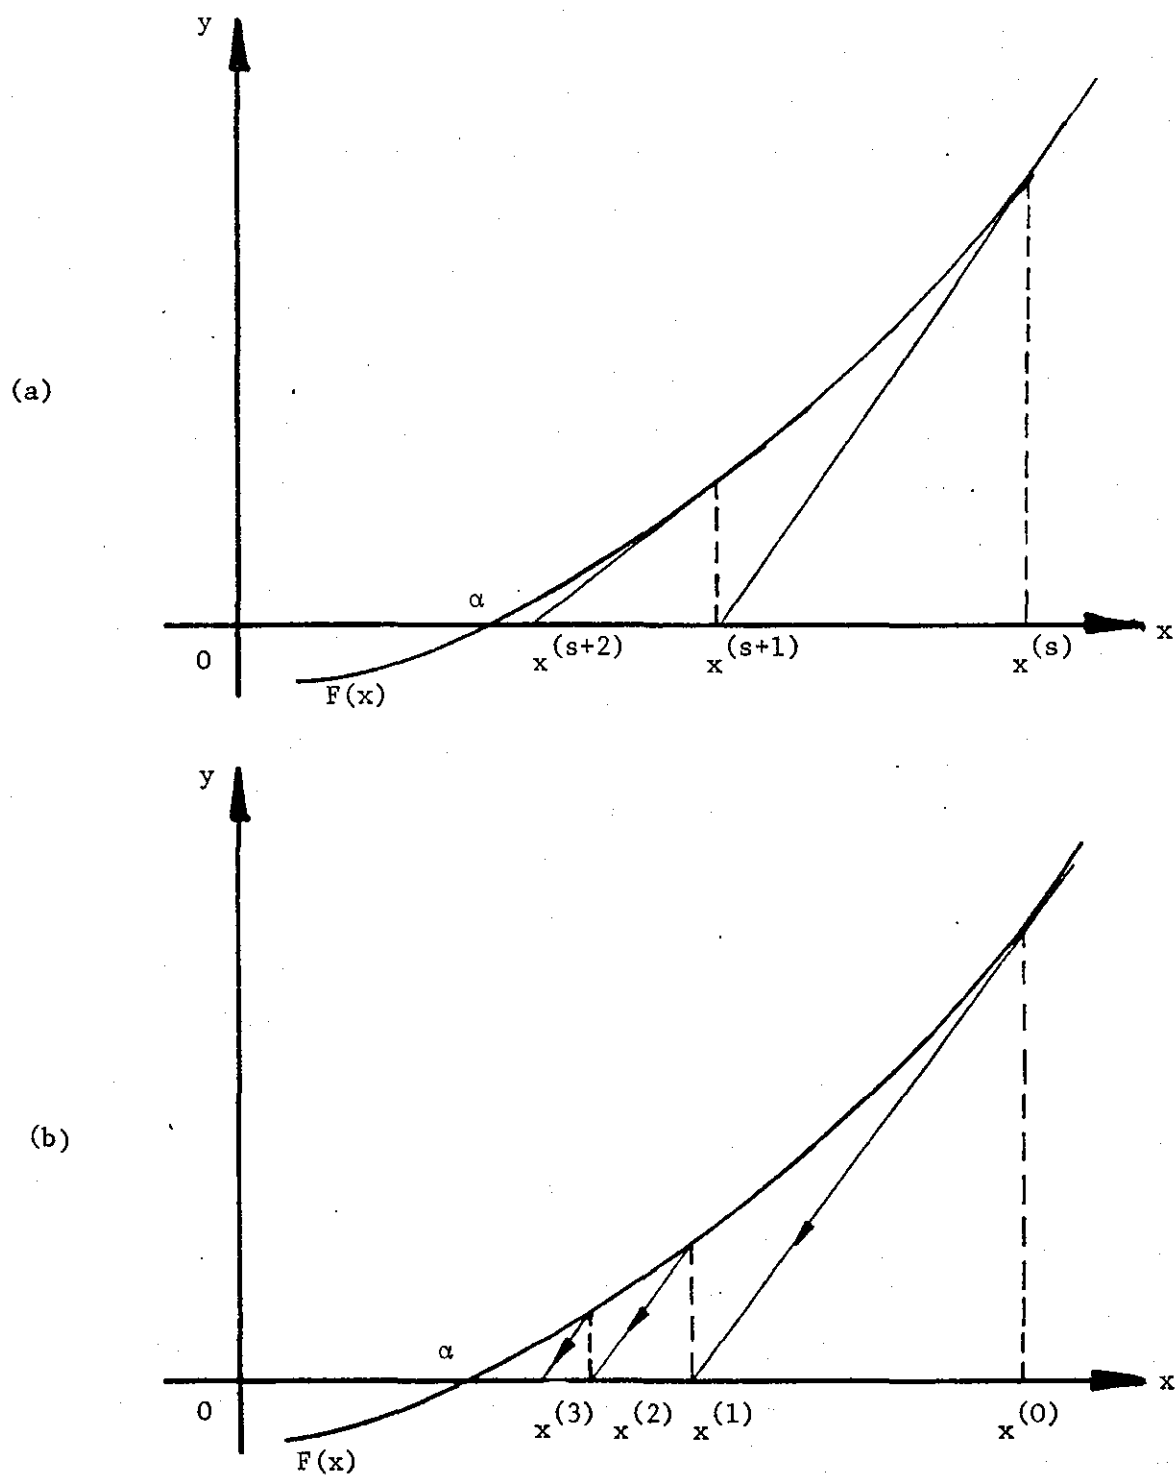 y
(a)
α
x
0
x^(s+2) x^(s+1) x^(s)
F(x)
y
(b)
α
x
0
x^(3) x^(2) x^(1) x^(0)
F(x)